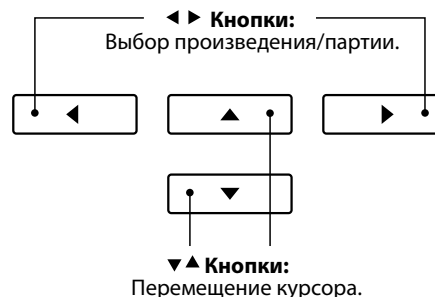 ◀ ▶ Кнопки:
Выбор произведения/партии.
▼▲ Кнопки:
Перемещение курсора.